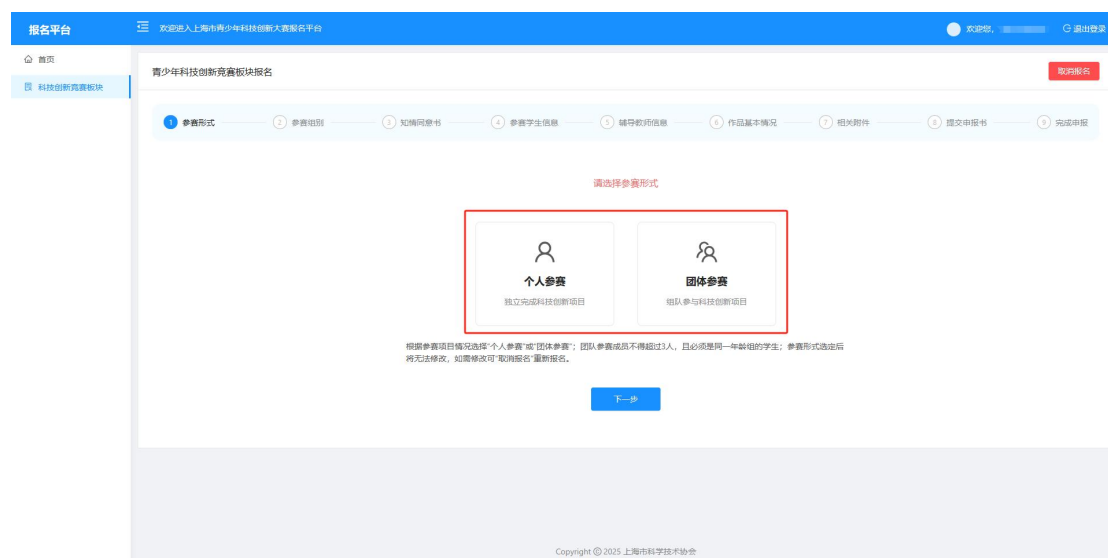 报名平台
欢迎进入上海市青少年科技创新大赛报名平台
欢迎您,
退出登录
首页
科技创新竞赛板块
青少年科技创新竞赛板块报名
取消报名
1 参赛形式
2 参赛组别
3 知情同意书
4 参赛学生信息
5 辅导教师信息
6 作品基本情况
7 相关附件
8 提交申报书
9 完成申报
请选择参赛形式
个人参赛
独立完成科技创新项目
团体参赛
组队参与科技创新项目
根据参赛项目情况选择“个人参赛”或“团体参赛”；团队参赛成员不得超过3人，且必须是同一年龄组的学生；参赛形式选定后
将无法修改，如需修改可“取消报名”重新报名。
下一步
Copyright © 2025 上海市科学技术协会